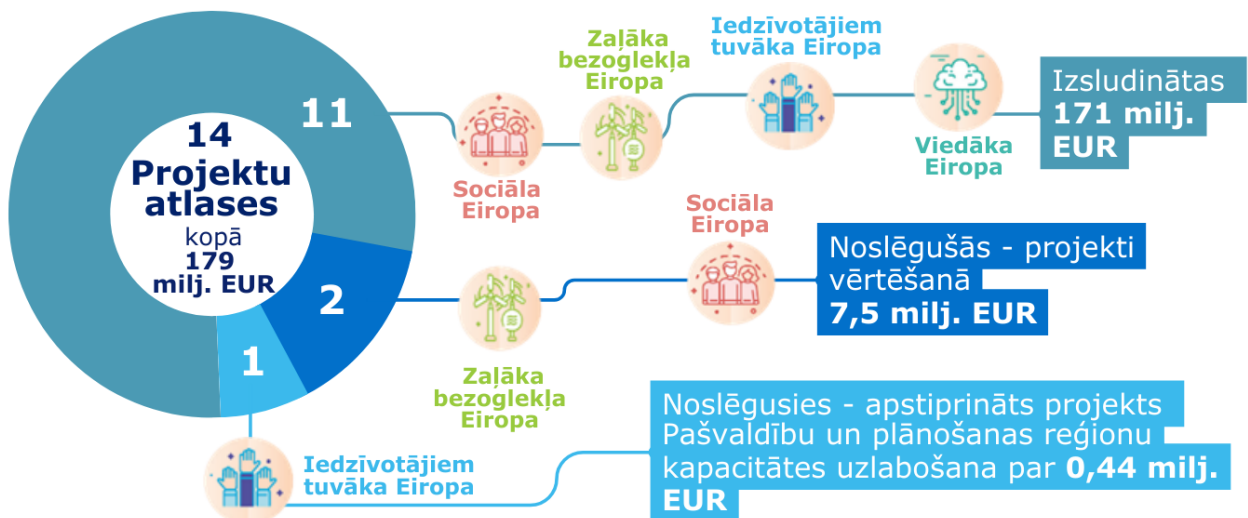 14
Projektu
atlases
kopā
179
milj. EUR
11
Sociāla
Eiropa
Zaļāka
bezoglekļa
Eiropa
Iedzīvotājiem
tuvāka Eiropa
Viedāka
Eiropa
Izsludinātas
171 milj.
EUR
2
Zaļāka
bezoglekļa
Eiropa
Sociāla
Eiropa
Noslēgušās - projekti
vērtēšanā
7,5 milj. EUR
1
Iedzīvotājiem
tuvāka Eiropa
Noslēgusies - apstiprināts projekts
Pašvaldību un plānošanas reģionu
kapacitātes uzlabošana par 0,44 milj.
EUR